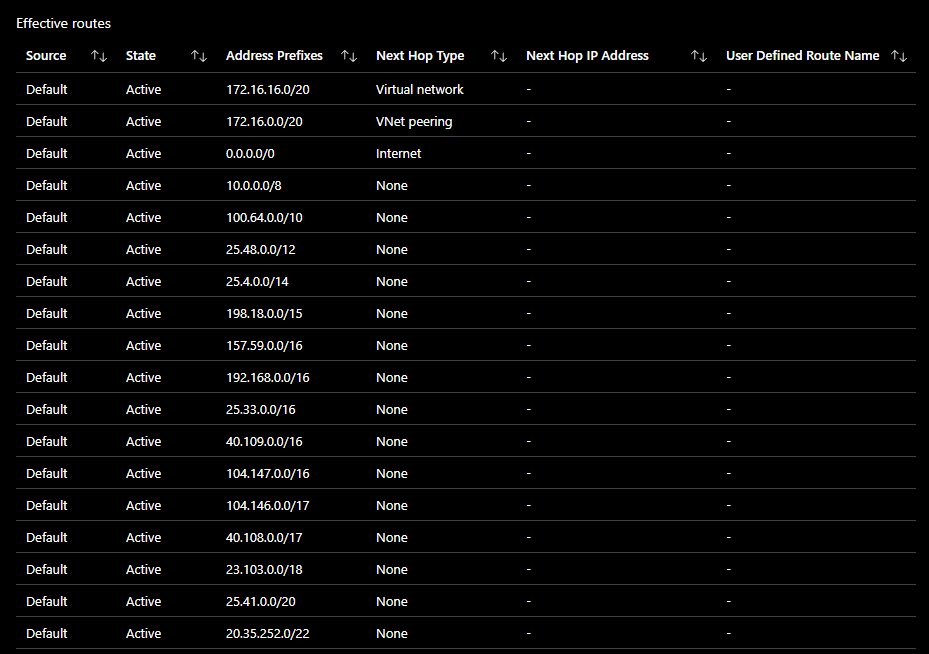 Effective routes
Source ↑↓ State ↑↓ Address Prefixes ↑↓ Next Hop Type ↑↓ Next Hop IP Address ↑↓ User Defined Route Name ↑↓
Default Active 172.16.16.0/20 Virtual network - -
Default Active 172.16.0.0/20 VNet peering - -
Default Active 0.0.0.0/0 Internet - -
Default Active 10.0.0.0/8 None - -
Default Active 100.64.0.0/10 None - -
Default Active 25.48.0.0/12 None - -
Default Active 25.4.0.0/14 None - -
Default Active 198.18.0.0/15 None - -
Default Active 157.59.0.0/16 None - -
Default Active 192.168.0.0/16 None - -
Default Active 25.33.0.0/16 None - -
Default Active 40.109.0.0/16 None - -
Default Active 104.147.0.0/16 None - -
Default Active 104.146.0.0/17 None - -
Default Active 40.108.0.0/17 None - -
Default Active 23.103.0.0/18 None - -
Default Active 25.41.0.0/20 None - -
Default Active 20.35.252.0/22 None - -